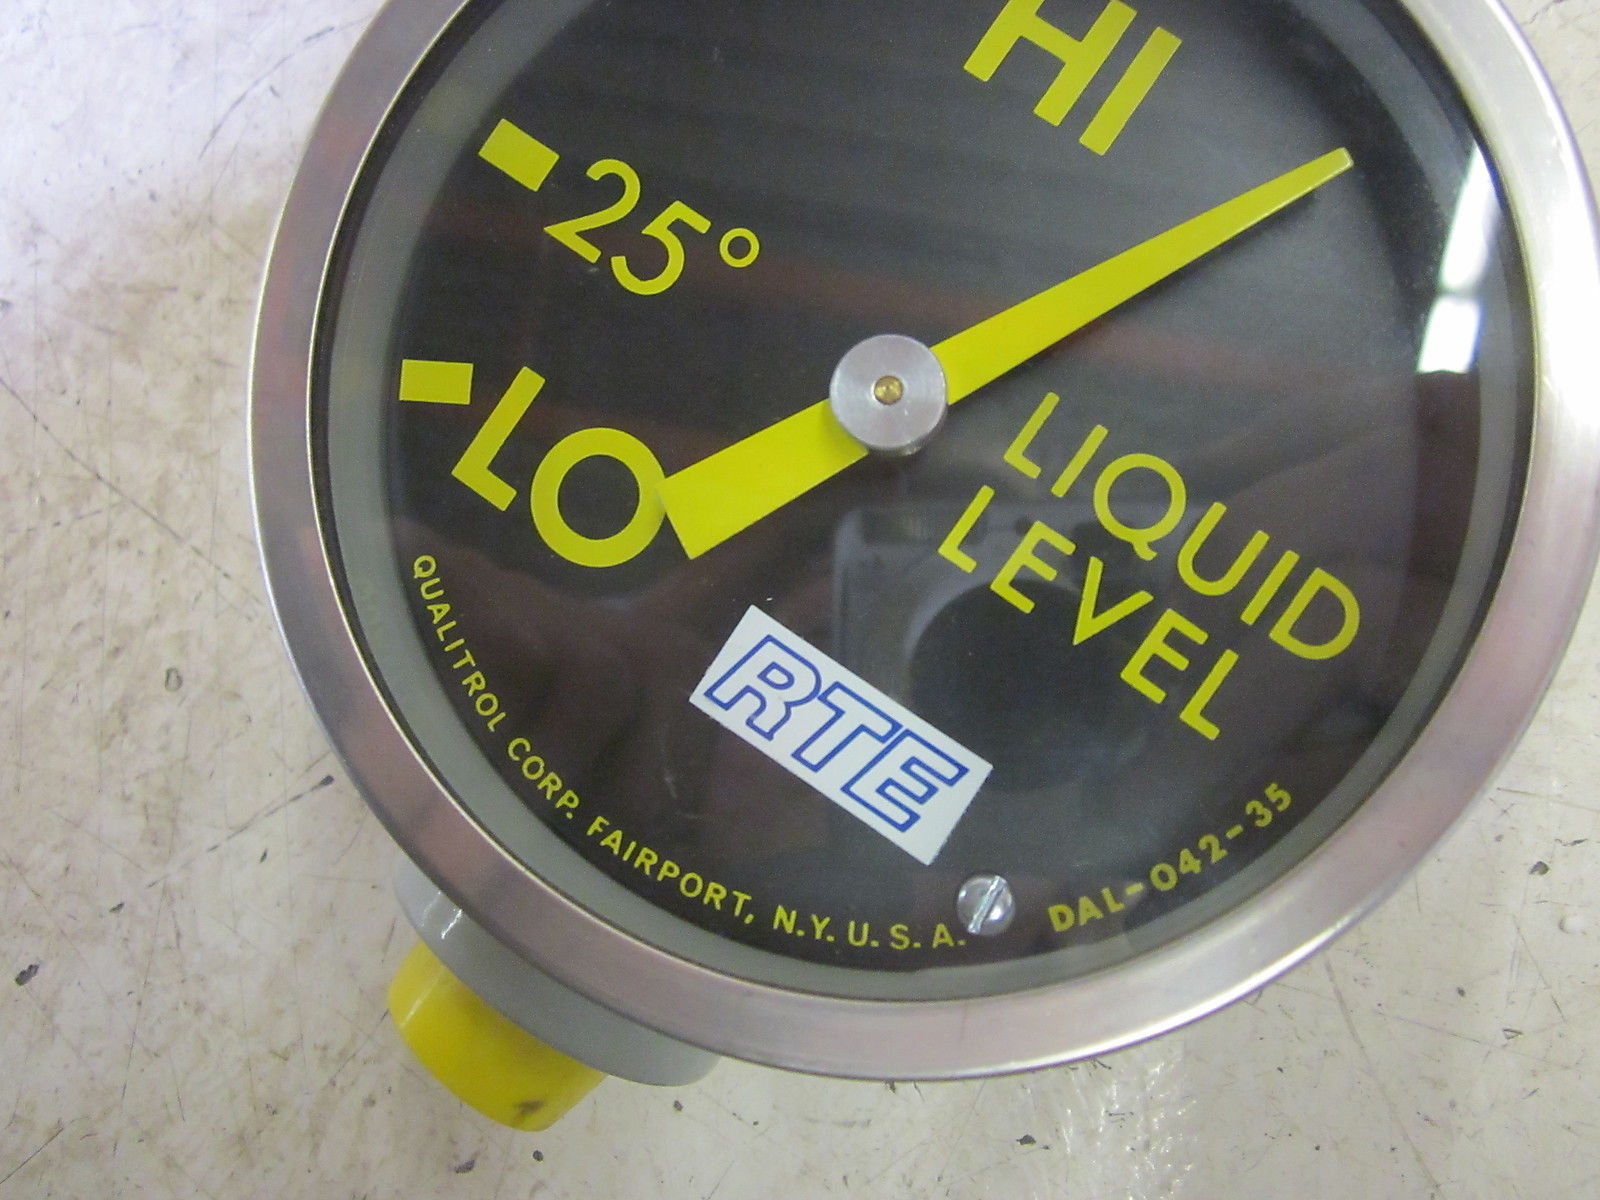 HI
25°
LO
LIQUID
LEVEL
RTE
QUALITROL CORP. FAIRPORT, N.Y. U.S.A.
DAL-042-35